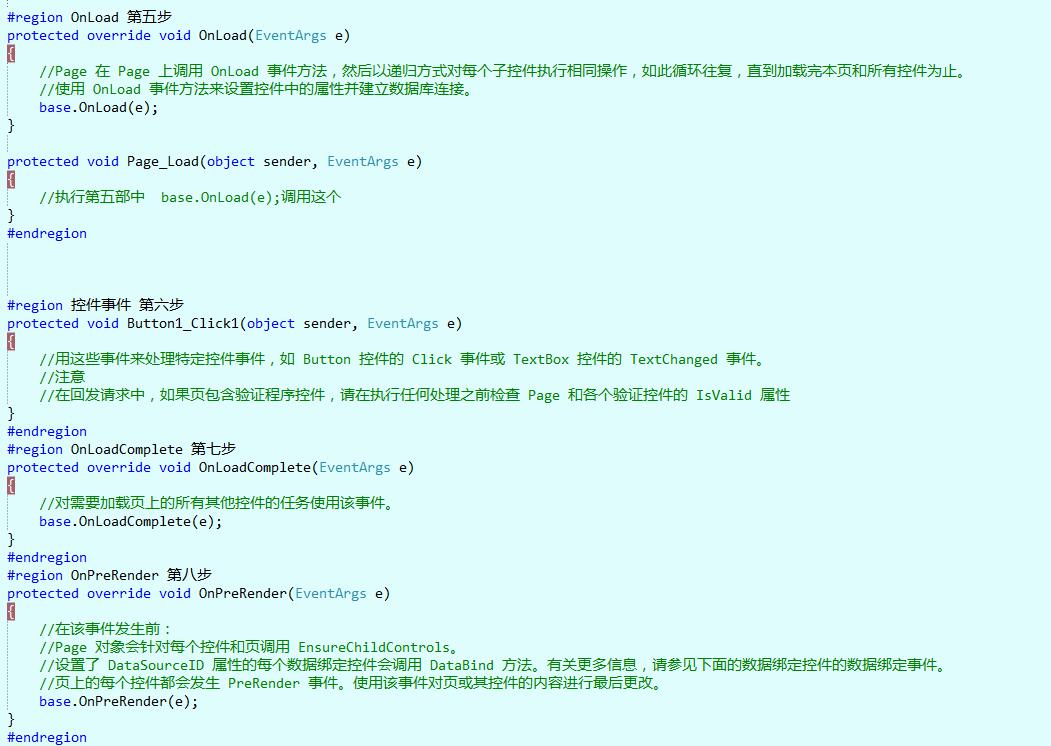 #region OnLoad 第五步
protected override void OnLoad(EventArgs e)
{
//Page 在 Page 上调用 OnLoad 事件方法，然后以递归方式对每个子控件执行相同操作，如此循环往复，直到加载完本页和所有控件为止。
//使用 OnLoad 事件方法来设置控件中的属性并建立数据库连接。
base.OnLoad(e);
}
protected void Page_Load(object sender, EventArgs e)
{
//执行第五部中  base.OnLoad(e);调用这个
}
#endregion
#region 控件事件 第六步
protected void Button1_Click1(object sender, EventArgs e)
{
//用这些事件来处理特定控件事件，如 Button 控件的 Click 事件或 TextBox 控件的 TextChanged 事件。
//注意
//在回发请求中，如果页包含验证程序控件，请在执行任何处理之前检查 Page 和各个验证控件的 IsValid 属性
}
#endregion
#region OnLoadComplete 第七步
protected override void OnLoadComplete(EventArgs e)
{
//对需要加载页上的所有其他控件的任务使用该事件。
base.OnLoadComplete(e);
}
#endregion
#region OnPreRender 第八步
protected override void OnPreRender(EventArgs e)
{
//在该事件发生前：
//Page 对象会针对每个控件和页调用 EnsureChildControls。
//设置了 DataSourceID 属性的每个数据绑定控件会调用 DataBind 方法。有关更多信息，请参见下面的数据绑定控件的数据绑定事件。
//页上的每个控件都会发生 PreRender 事件。使用该事件对页或其控件的内容进行最后更改。
base.OnPreRender(e);
}
#endregion